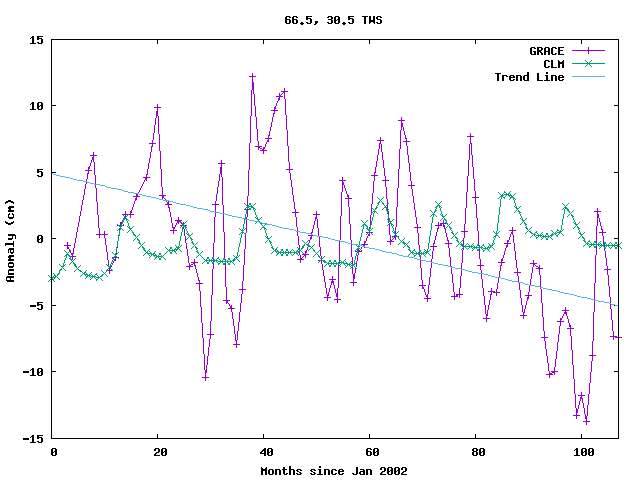 66.5, 30.5 TWS
GRACE
CLM
Trend Line
15
10
5
0
-5
-10
-15
Anomaly (cm)
0 20 40 60 80 100
Months since Jan 2002